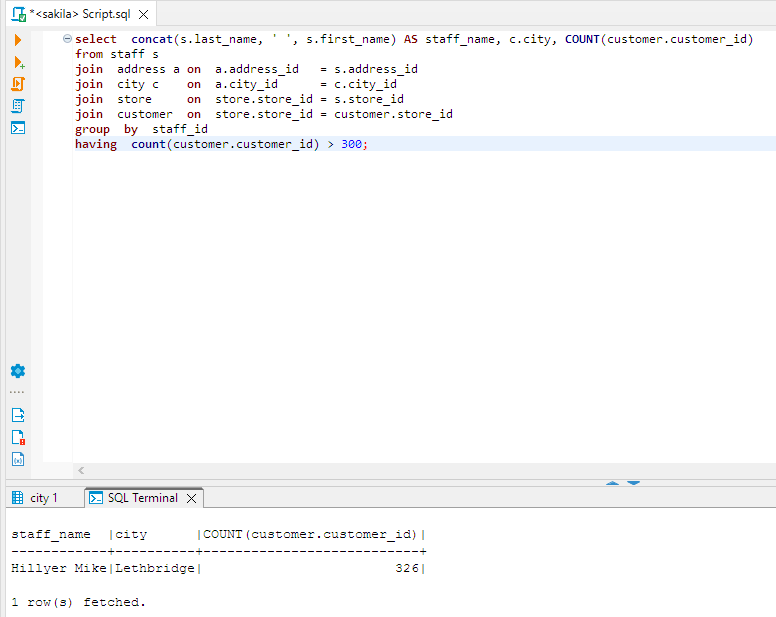 *<sakila> Script.sql
select  concat(s.last_name, ' ', s.first_name) AS staff_name, c.city, COUNT(customer.customer_id)
from staff s
join  address a on  a.address_id   = s.address_id
join  city c    on  a.city_id      = c.city_id
join  store     on  store.store_id = s.store_id
join  customer  on  store.store_id = customer.store_id
group  by  staff_id
having  count(customer.customer_id) > 300;
city 1
SQL Terminal
staff_name  |city      |COUNT(customer.customer_id)|
------------+----------+---------------------------+
Hillyer Mike|Lethbridge|                        326|
1 row(s) fetched.